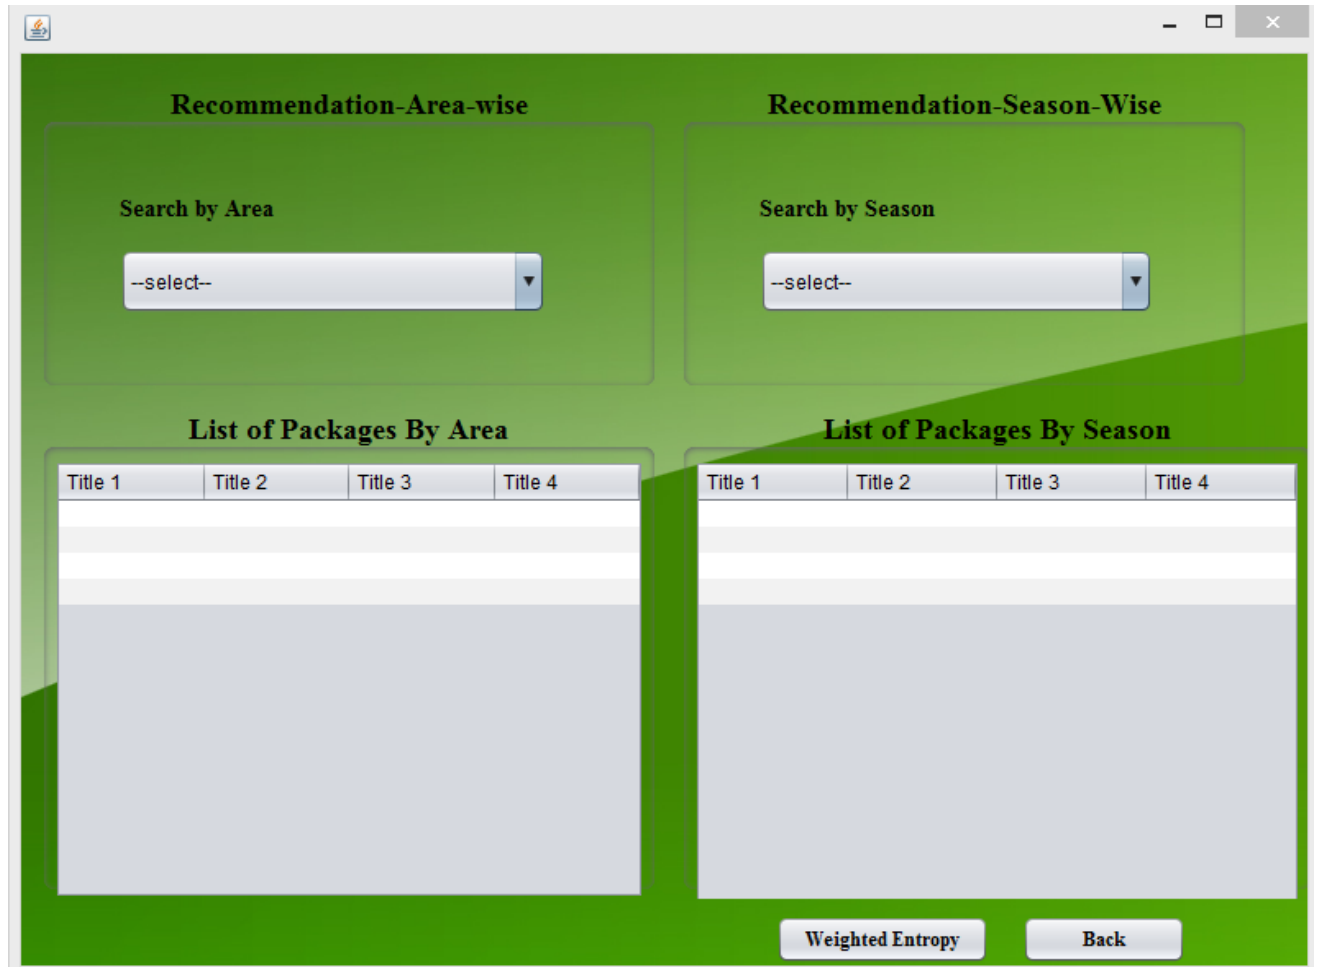 Recommendation-Area-wise
Recommendation-Season-Wise
Search by Area
Search by Season
--select--
--select--
List of Packages By Area
List of Packages By Season
Title 1 Title 2 Title 3 Title 4
Title 1 Title 2 Title 3 Title 4
Weighted Entropy
Back